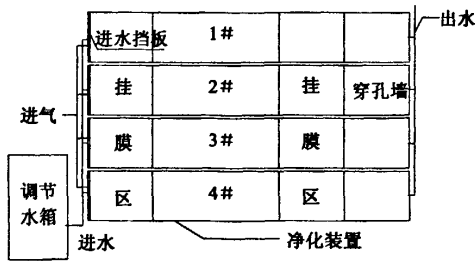 出水
进水挡板 1#
挂 2# 挂 穿孔墙
进气
膜 3# 膜
调节
水箱
区 4# 区
进水
净化装置